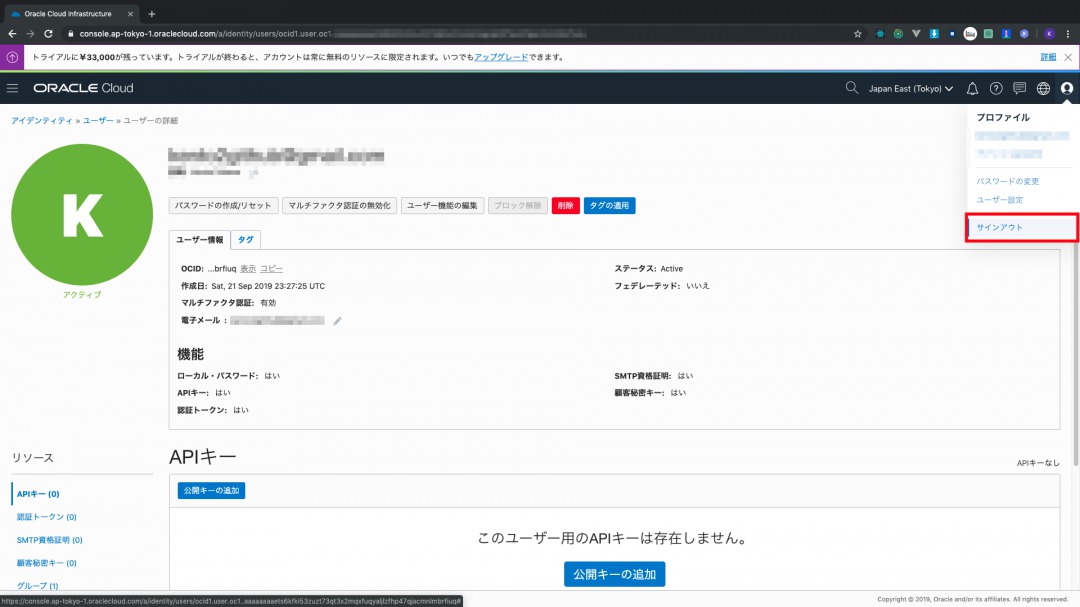 Oracle Cloud Infrastructure
console.ap-tokyo-1.oraclecloud.com/a/identity/users/ocid1.user.oc1
トライアルに¥33,000が残っています。トライアルが終わると、アカウントは常に無料のリソースに限定されます。いつでもアップグレードできます。
詳細
ORACLE Cloud
Japan East (Tokyo)
アイデンティティ » ユーザー » ユーザーの詳細
プロファイル
パスワードの変更
ユーザー設定
サインアウト
K
アクティブ
パスワードの作成/リセット
マルチファクタ認証の無効化
ユーザー機能の編集
ブロック解除
削除
タグの適用
ユーザー情報
タグ
OCID: ...brfiuq 表示 コピー
ステータス: Active
作成日: Sat, 21 Sep 2019 23:27:25 UTC
フェデレーテッド: いいえ
マルチファクタ認証: 有効
電子メール :
機能
ローカル・パスワード: はい
SMTP資格証明: はい
APIキー: はい
顧客秘密キー: はい
認証トークン: はい
リソース
APIキー (0)
認証トークン (0)
SMTP資格証明 (0)
顧客秘密キー (0)
グループ (1)
APIキー
APIキーなし
公開キーの追加
このユーザー用のAPIキーは存在しません。
公開キーの追加
Copyright © 2019, Oracle and/or its affiliates. All rights reserved.